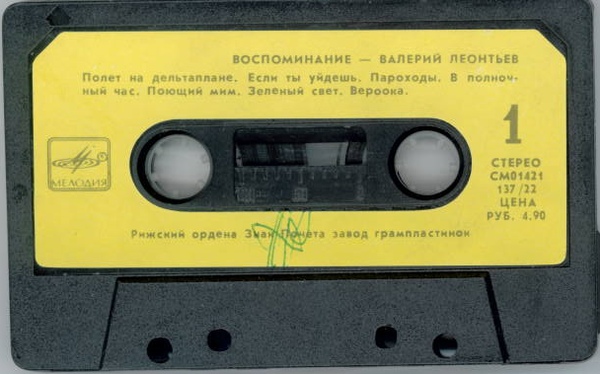 ВОСПОМИНАНИЕ — ВАЛЕРИЙ ЛЕОНТЬЕВ
Полет на дельтаплане. Если ты уйдешь. Пароходы. В полноч-
ный час. Поющий мим. Зеленый свет. Вероока.
1
МЕЛОДИЯ
СТЕРЕО
СМ01421
137/22
ЦЕНА
РУБ. 4.90
Рижский ордена Знак Почета завод грампластинок